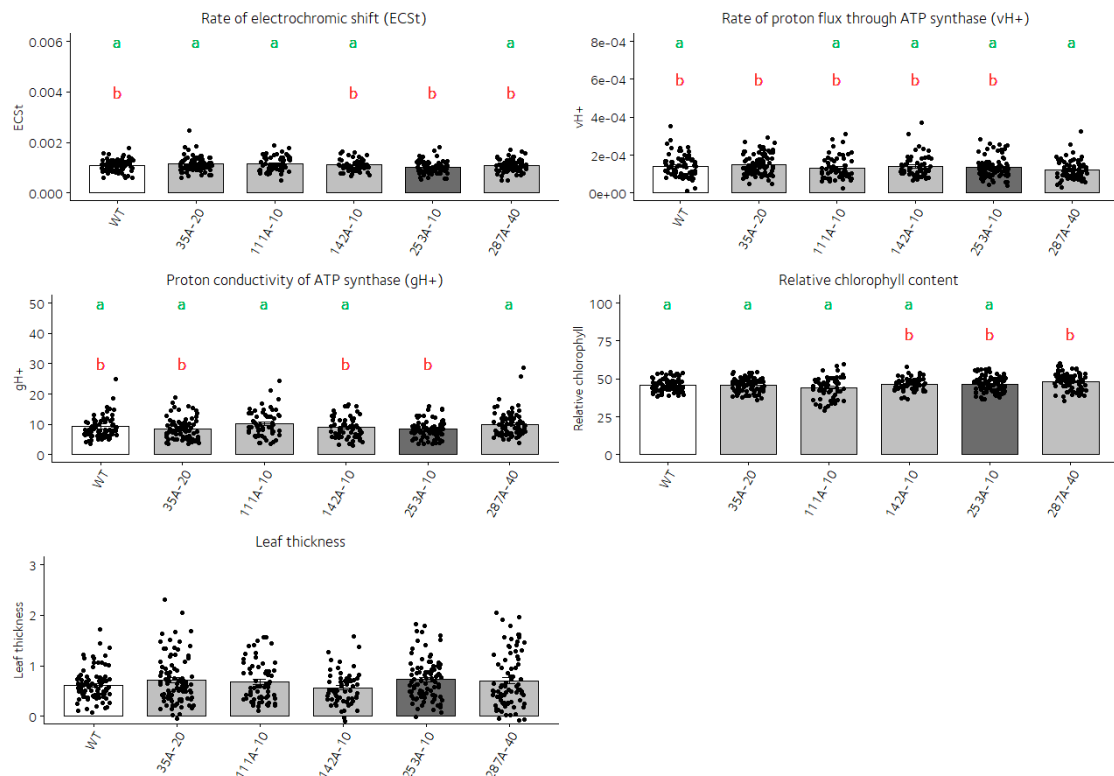 Rate of electrochromic shift (ECSt)
0.006
a a a a a
0.004
b b b b
ECSt
0.002
0.000
WT 35A-20 111A-10 142A-10 253A-10 287A-40
Rate of proton flux through ATP synthase (vH+)
8e-04
a a a a a
6e-04
b b b b b
vH+
4e-04
2e-04
0e+00
WT 35A-20 111A-10 142A-10 253A-10 287A-40
Proton conductivity of ATP synthase (gH+)
50
a a a a a
40
30
b b b b
gH+
20
10
0
WT 35A-20 111A-10 142A-10 253A-10 287A-40
Relative chlorophyll content
100
a a a a a
75
b b b
Relative chlorophyll
50
25
0
WT 35A-20 111A-10 142A-10 253A-10 287A-40
Leaf thickness
3
2
Leaf thickness
1
0
WT 35A-20 111A-10 142A-10 253A-10 287A-40